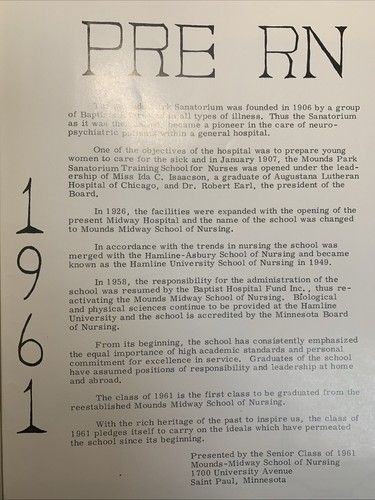 PRE RN
1961
Park Sanatorium was founded in 1906 by a group
of Baptist in all types of illness. Thus the Sanatorium
as it was became a pioneer in the care of neuro-
psychiatric patients within a general hospital.
One of the objectives of the hospital was to prepare young
women to care for the sick and in January 1907, the Mounds Park
Sanatorium Training School for Nurses was opened under the lead-
ership of Miss Ida C. Isaacson, a graduate of Augustana Lutheran
Hospital of Chicago, and Dr. Robert Earl, the president of the
Board.
In 1926, the facilities were expanded with the opening of the
present Midway Hospital and the name of the school was changed
to Mounds Midway School of Nursing.
In accordance with the trends in nursing the school was
merged with the Hamline-Asbury School of Nursing and became
known as the Hamline University School of Nursing in 1949.
In 1958, the responsibility for the administration of the
school was resumed by the Baptist Hospital Fund Inc., thus re-
activating the Mounds Midway School of Nursing. Biological
and physical sciences continue to be provided at the Hamline
University and the school is accredited by the Minnesota Board
of Nursing.
From its beginning, the school has consistently emphasized
the equal importance of high academic standards and personal
commitment for excellence in service. Graduates of the school
have assumed positions of responsibility and leadership at home
and abroad.
The class of 1961 is the first class to be graduated from the
reestablished Mounds Midway School of Nursing.
With the rich heritage of the past to inspire us, the class of
1961 pledges itself to carry on the ideals which have permeated
the school since its beginning.
Presented by the Senior Class of 1961
Mounds-Midway School of Nursing
1700 University Avenue
Saint Paul, Minnesota